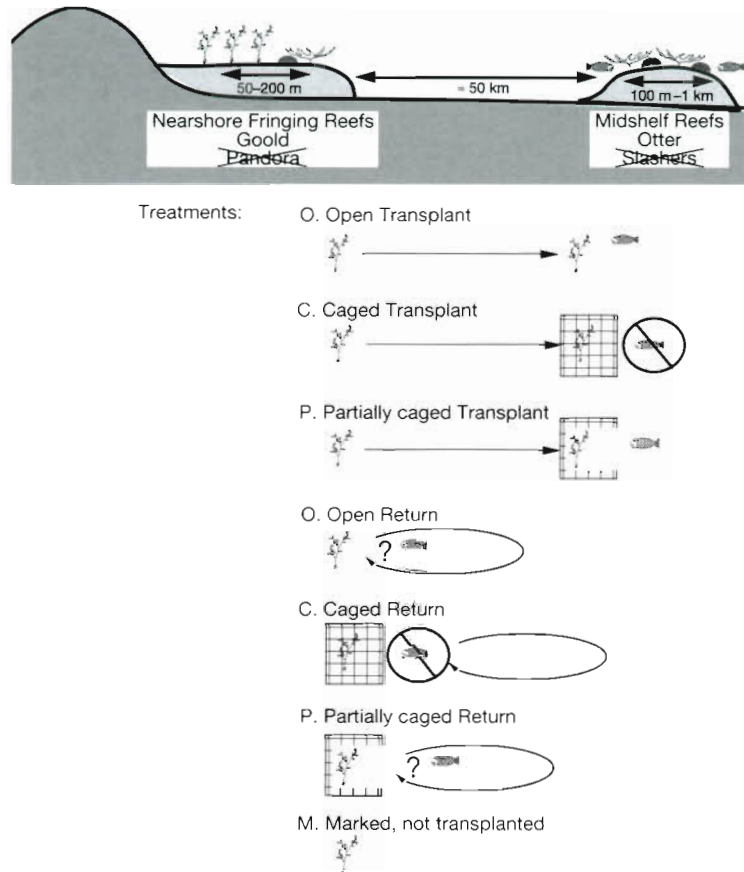 50–200 m
≈ 50 km
100 m–1 km
Nearshore Fringing Reefs
Goold
Pandora
Midshelf Reefs
Otter
Slashers
Treatments:
O. Open Transplant
C. Caged Transplant
P. Partially caged Transplant
O. Open Return
?
C. Caged Return
P. Partially caged Return
?
M. Marked, not transplanted